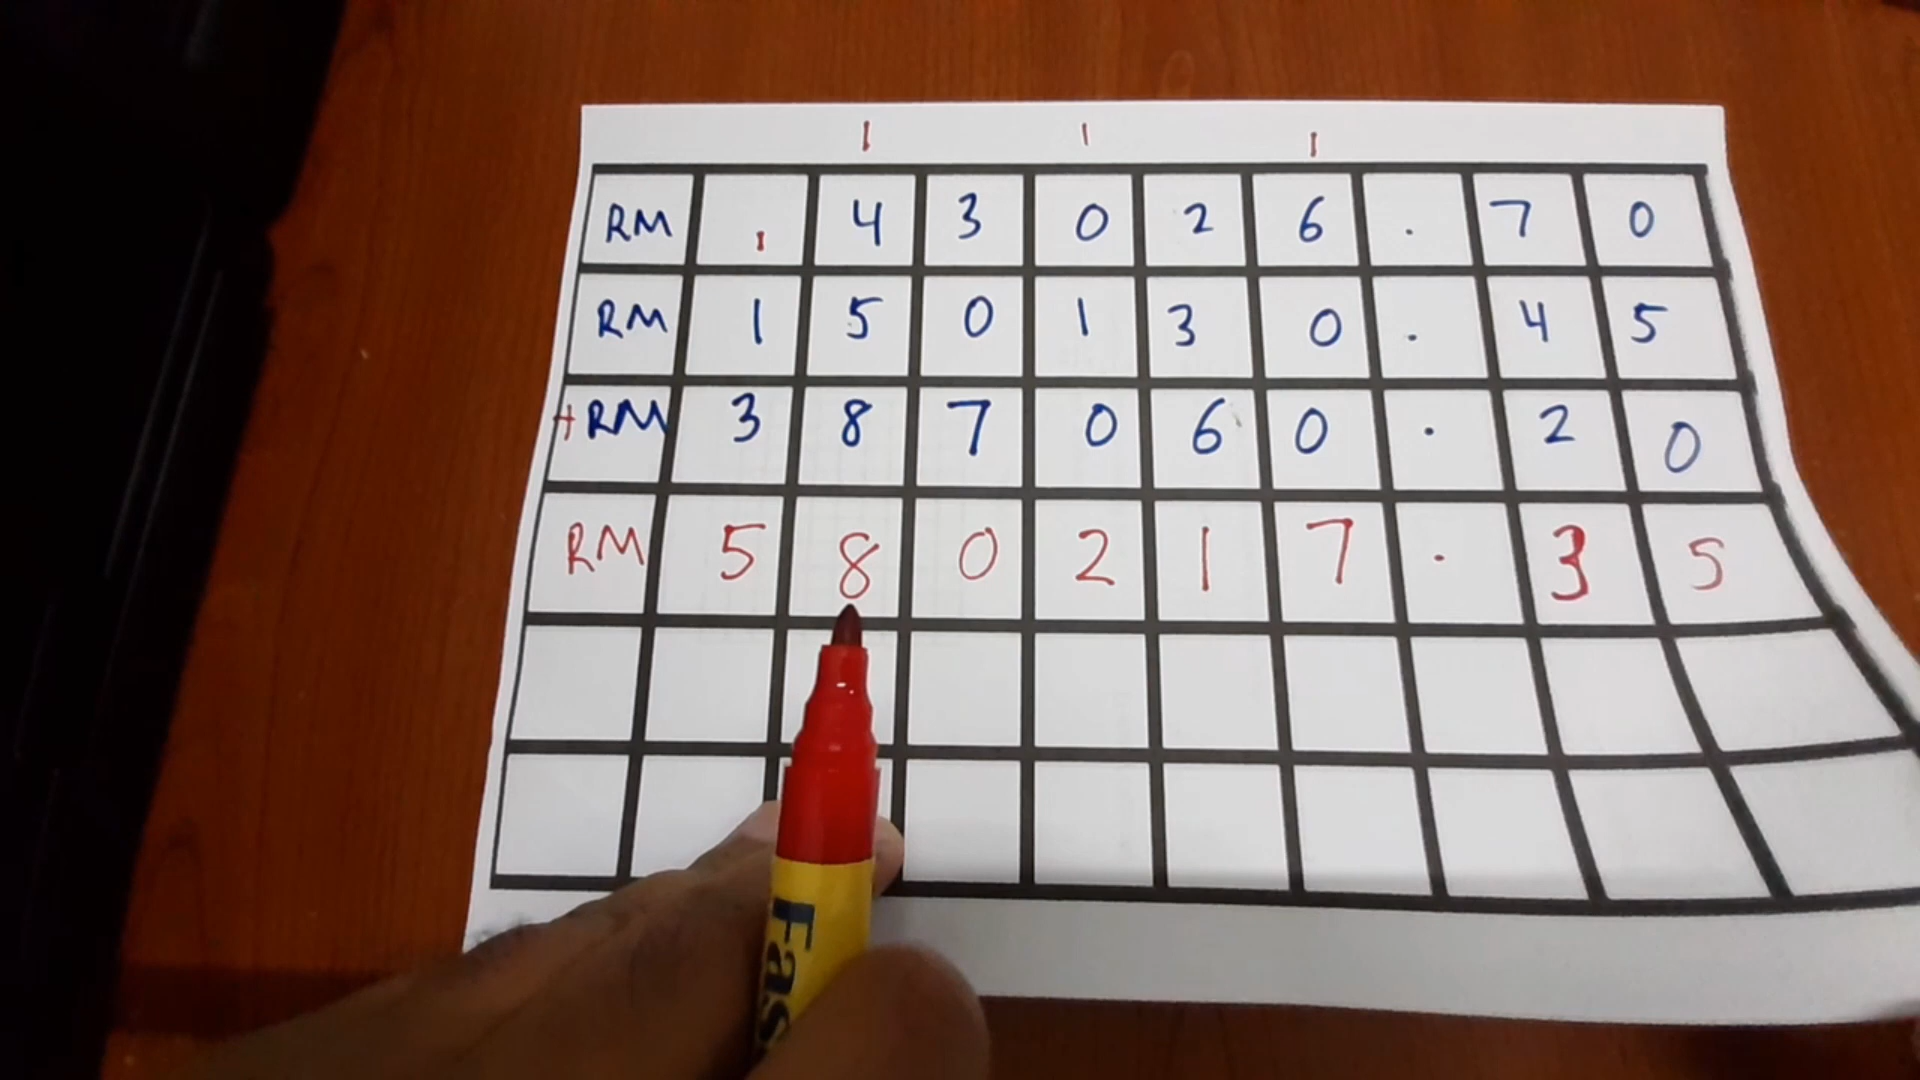 1 1 1
RM 1 4 3 0 2 6 . 7 0
RM 1 5 0 1 3 0 . 4 5
+ RM 3 8 7 0 6 0 . 2 0
RM 5 8 0 2 1 7 . 3 5
Fas